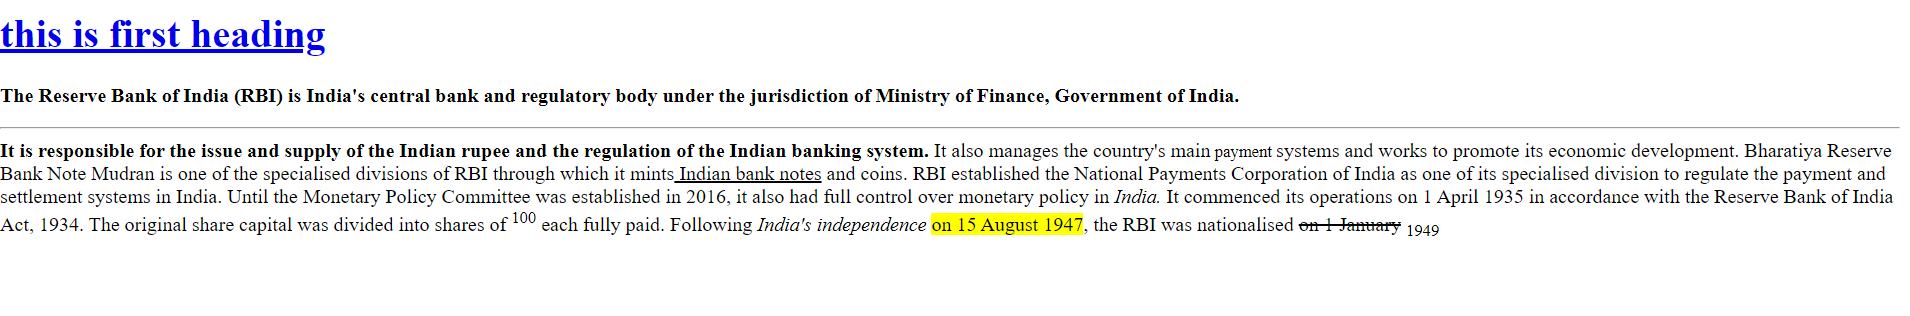 this is first heading
The Reserve Bank of India (RBI) is India's central bank and regulatory body under the jurisdiction of Ministry of Finance, Government of India.
It is responsible for the issue and supply of the Indian rupee and the regulation of the Indian banking system. It also manages the country's main payment systems and works to promote its economic development. Bharatiya Reserve
Bank Note Mudran is one of the specialised divisions of RBI through which it mints Indian bank notes and coins. RBI established the National Payments Corporation of India as one of its specialised division to regulate the payment and
settlement systems in India. Until the Monetary Policy Committee was established in 2016, it also had full control over monetary policy in India. It commenced its operations on 1 April 1935 in accordance with the Reserve Bank of India
Act, 1934. The original share capital was divided into shares of 100 each fully paid. Following India's independence on 15 August 1947, the RBI was nationalised on 1 January 1949